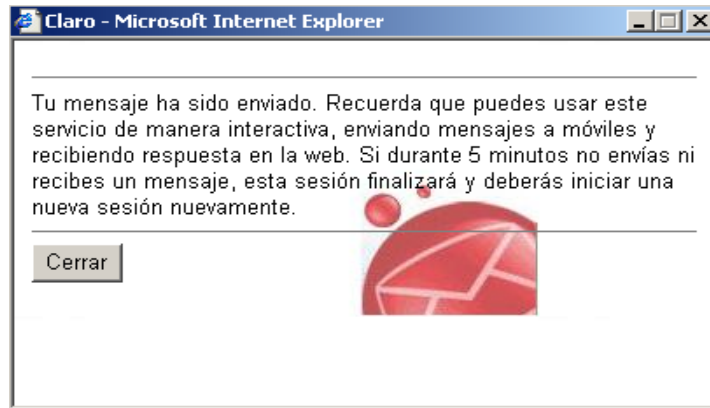 Claro - Microsoft Internet Explorer
Tu mensaje ha sido enviado. Recuerda que puedes usar este
servicio de manera interactiva, enviando mensajes a móviles y
recibiendo respuesta en la web. Si durante 5 minutos no envías ni
recibes un mensaje, esta sesión finalizará y deberás iniciar una
nueva sesión nuevamente.
Cerrar